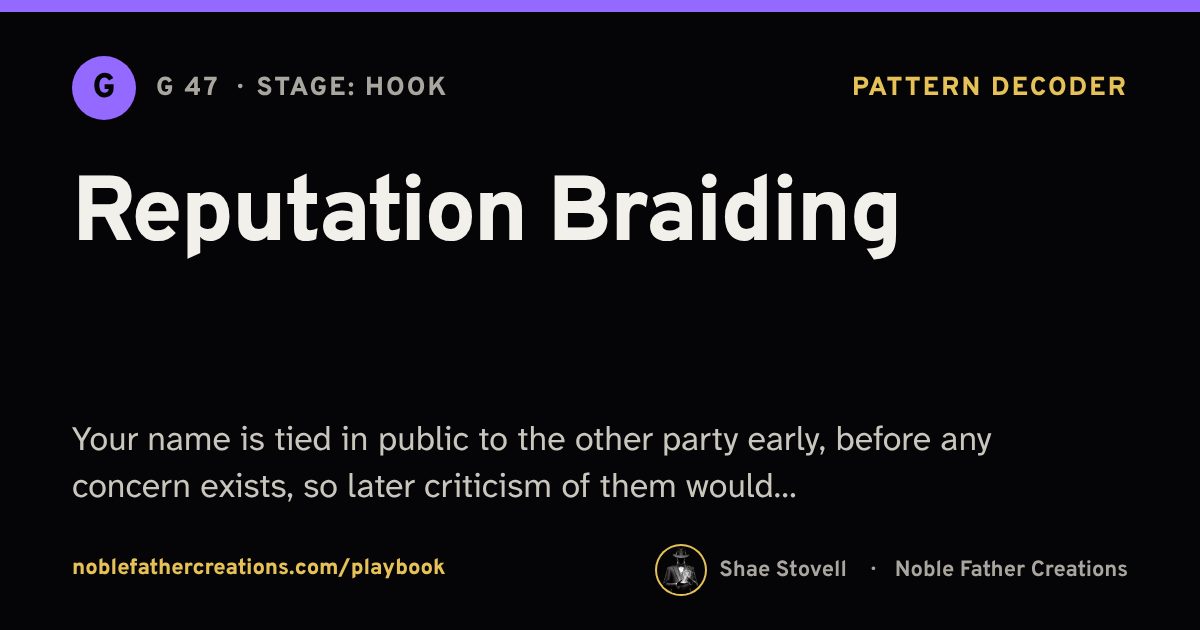 G G 47 · STAGE: HOOK PATTERN DECODER
Reputation Braiding
Your name is tied in public to the other party early, before any
concern exists, so later criticism of them would...
noblefathercreations.com/playbook Shae Stovell · Noble Father Creations